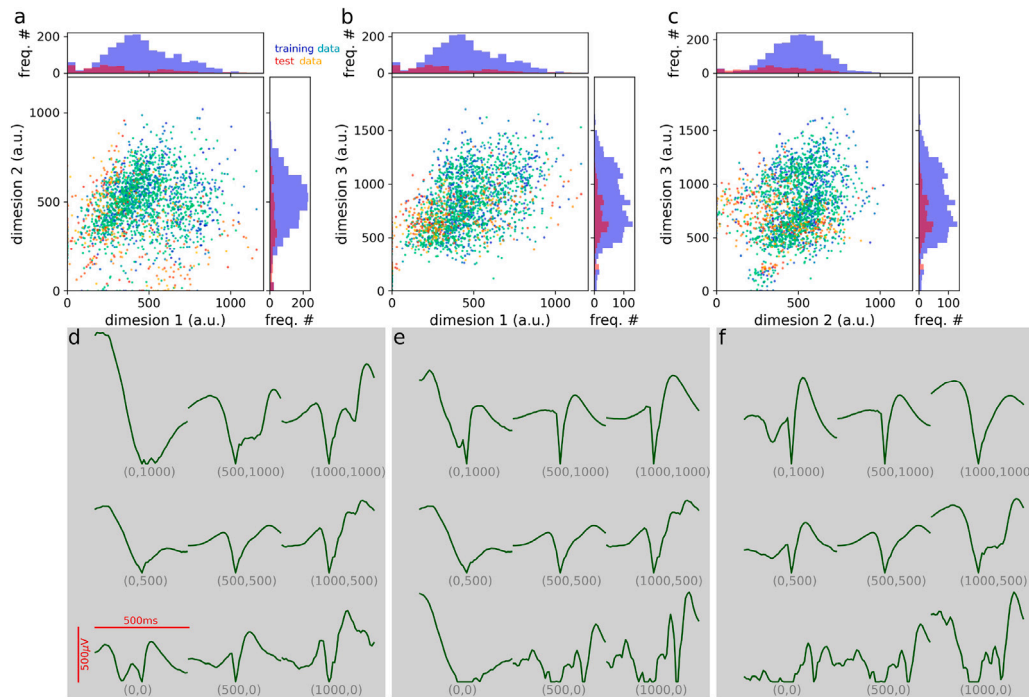 a
b
c
freq. #
200
0
training data
test data
freq. #
200
0
freq. #
200
0
dimesion 2 (a.u.)
1000
500
0
0
500
1000
dimesion 1 (a.u.)
0
200
freq. #
dimesion 3 (a.u.)
1500
1000
500
0
0
500
1000
dimesion 1 (a.u.)
0
100
freq. #
dimesion 3 (a.u.)
1500
1000
500
0
0
500
1000
dimesion 2 (a.u.)
0
100
freq. #
d
(0,1000) (500,1000) (1000,1000)
(0,500) (500,500) (1000,500)
500ms
500μV
(0,0) (500,0) (1000,0)
e
(0,1000) (500,1000) (1000,1000)
(0,500) (500,500) (1000,500)
(0,0) (500,0) (1000,0)
f
(0,1000) (500,1000) (1000,1000)
(0,500) (500,500) (1000,500)
(0,0) (500,0) (1000,0)